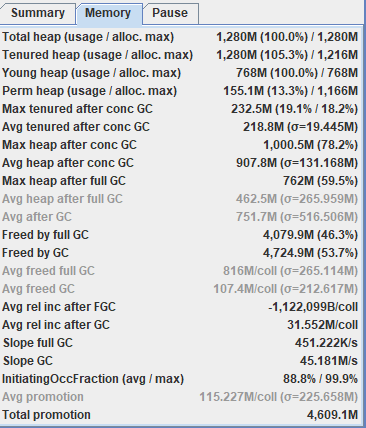 Summary Memory Pause
Total heap (usage / alloc. max) 1,280M (100.0%) / 1,280M
Tenured heap (usage / alloc. max) 1,280M (105.3%) / 1,216M
Young heap (usage / alloc. max) 768M (100.0%) / 768M
Perm heap (usage / alloc. max) 155.1M (13.3%) / 1,166M
Max tenured after conc GC 232.5M (19.1% / 18.2%)
Avg tenured after conc GC 218.8M (σ=19.445M)
Max heap after conc GC 1,000.5M (78.2%)
Avg heap after conc GC 907.8M (σ=131.168M)
Max heap after full GC 762M (59.5%)
Avg heap after full GC 462.5M (σ=265.959M)
Avg after GC 751.7M (σ=516.506M)
Freed by full GC 4,079.9M (46.3%)
Freed by GC 4,724.9M (53.7%)
Avg freed full GC 816M/coll (σ=265.114M)
Avg freed GC 107.4M/coll (σ=212.617M)
Avg rel inc after FGC -1,122,099B/coll
Avg rel inc after GC 31.552M/coll
Slope full GC 451.222K/s
Slope GC 45.181M/s
InitiatingOccFraction (avg / max) 88.8% / 99.9%
Avg promotion 115.227M/coll (σ=225.658M)
Total promotion 4,609.1M